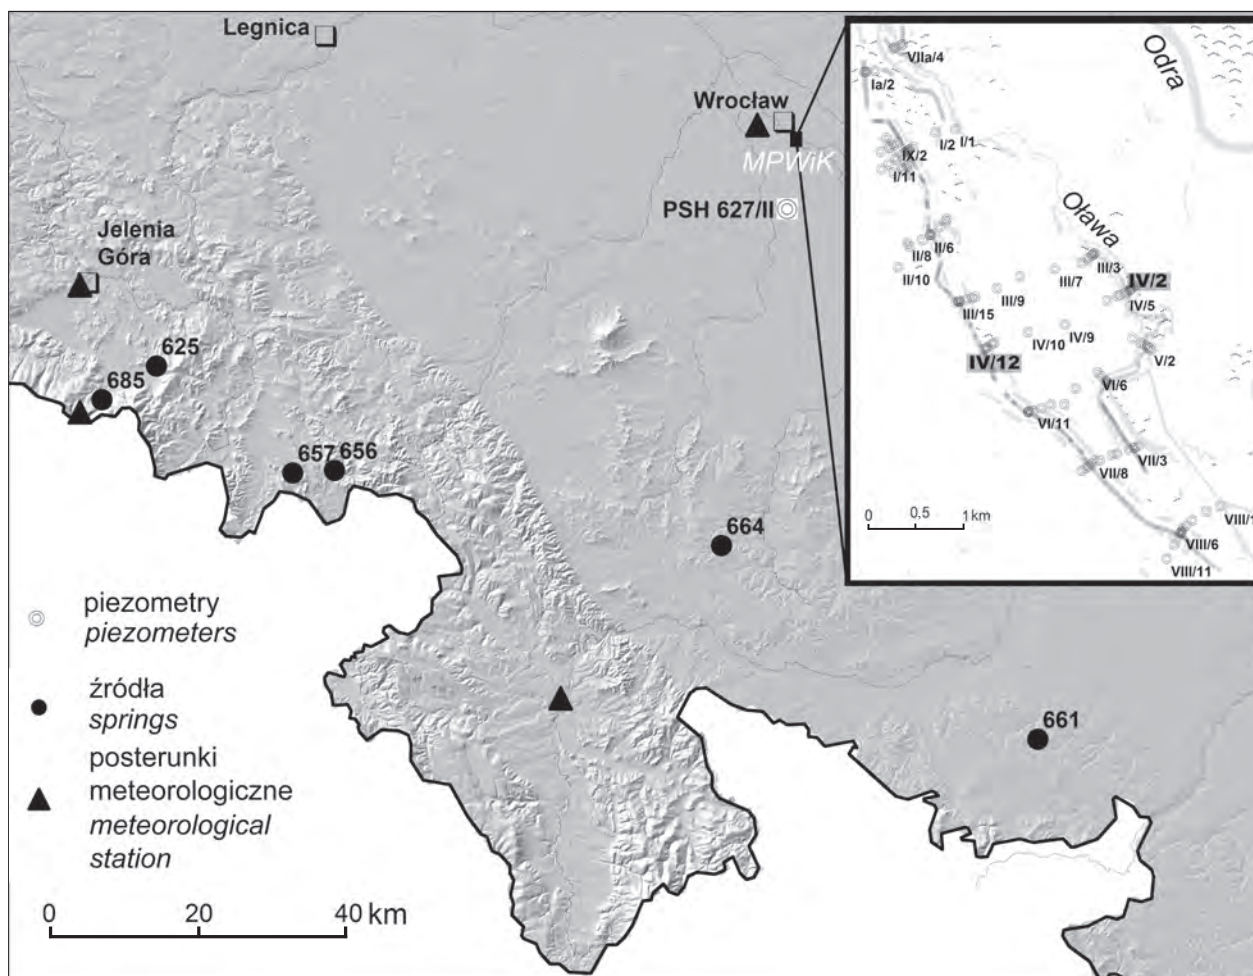 Legnica
Wrocław
MPWiK
PSH 627/II
Jelenia
Góra
625
685
657
656
664
661
piezometry
piezometers
źródła
springs
posterunki
meteorologiczne
meteorological
station
0 20 40 km
Odra
VIIa/4
Ia/2
I/2
I/1
IX/2
I/11
Oława
II/6
II/8
II/10
III/3
III/7
III/9
III/15
IV/2
IV/5
IV/9
IV/10
IV/12
V/2
VI/6
VI/11
VII/3
VII/8
VIII/1
VIII/6
VIII/11
0 0.5 1 km